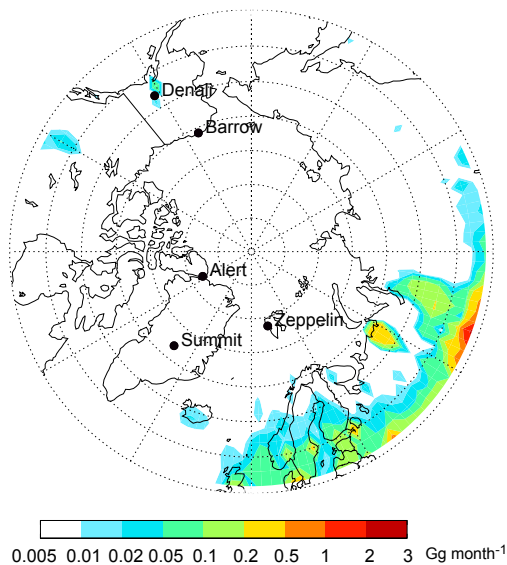 Denali
Barrow
Alert
Zeppelin
Summit
0.005 0.01 0.02 0.05 0.1 0.2 0.5 1 2 3 Gg month-1